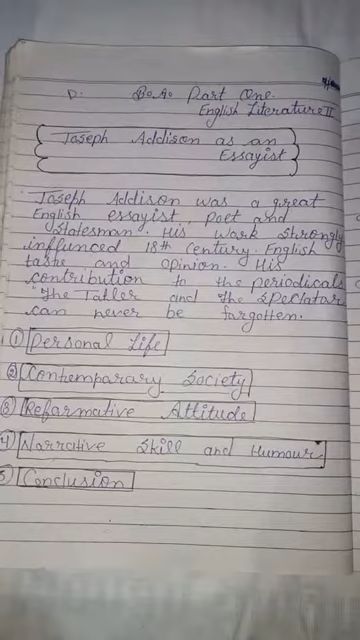 B.A. Part One
English Literature II
Joseph Addison as an
Essayist
Joseph Addison was a great
English essayist, Poet and
Statesman. His work strongly
influnced 18th Century. English
taste and opinion. His
contribution to the periodicals
"The Tatler and The Spectator
can never be forgotten.
① Personal Life
② Contemparary Society
③ Reformative Attitude
④ Narrative Skill and Humour
⑤ Conclusion